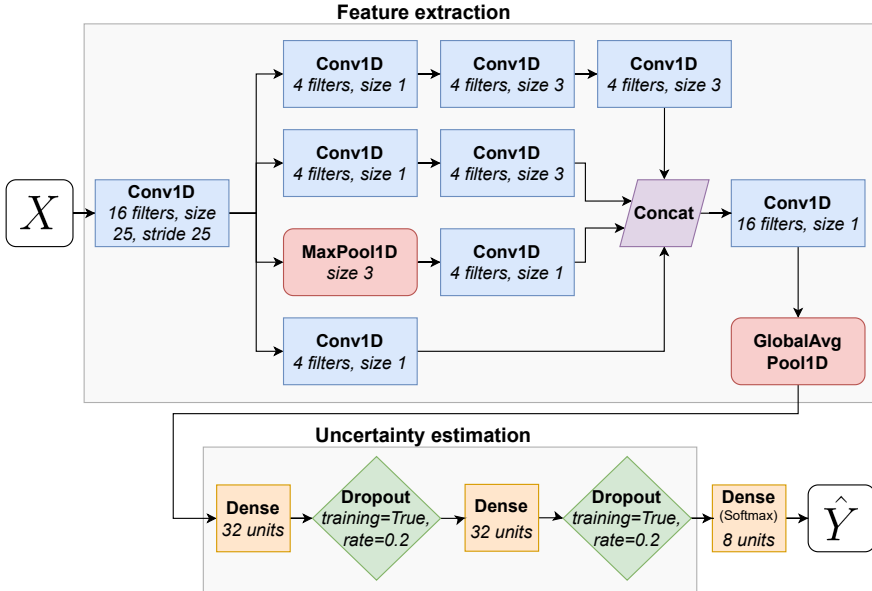 Feature extraction
Conv1D
4 filters, size 1
Conv1D
4 filters, size 3
Conv1D
4 filters, size 3
Conv1D
4 filters, size 1
Conv1D
4 filters, size 3
X
Conv1D
16 filters, size
25, stride 25
Concat
Conv1D
16 filters, size 1
MaxPool1D
size 3
Conv1D
4 filters, size 1
Conv1D
4 filters, size 1
GlobalAvg
Pool1D
Uncertainty estimation
Dense
32 units
Dropout
training=True,
rate=0.2
Dense
32 units
Dropout
training=True,
rate=0.2
Dense
(Softmax)
8 units
Ŷ